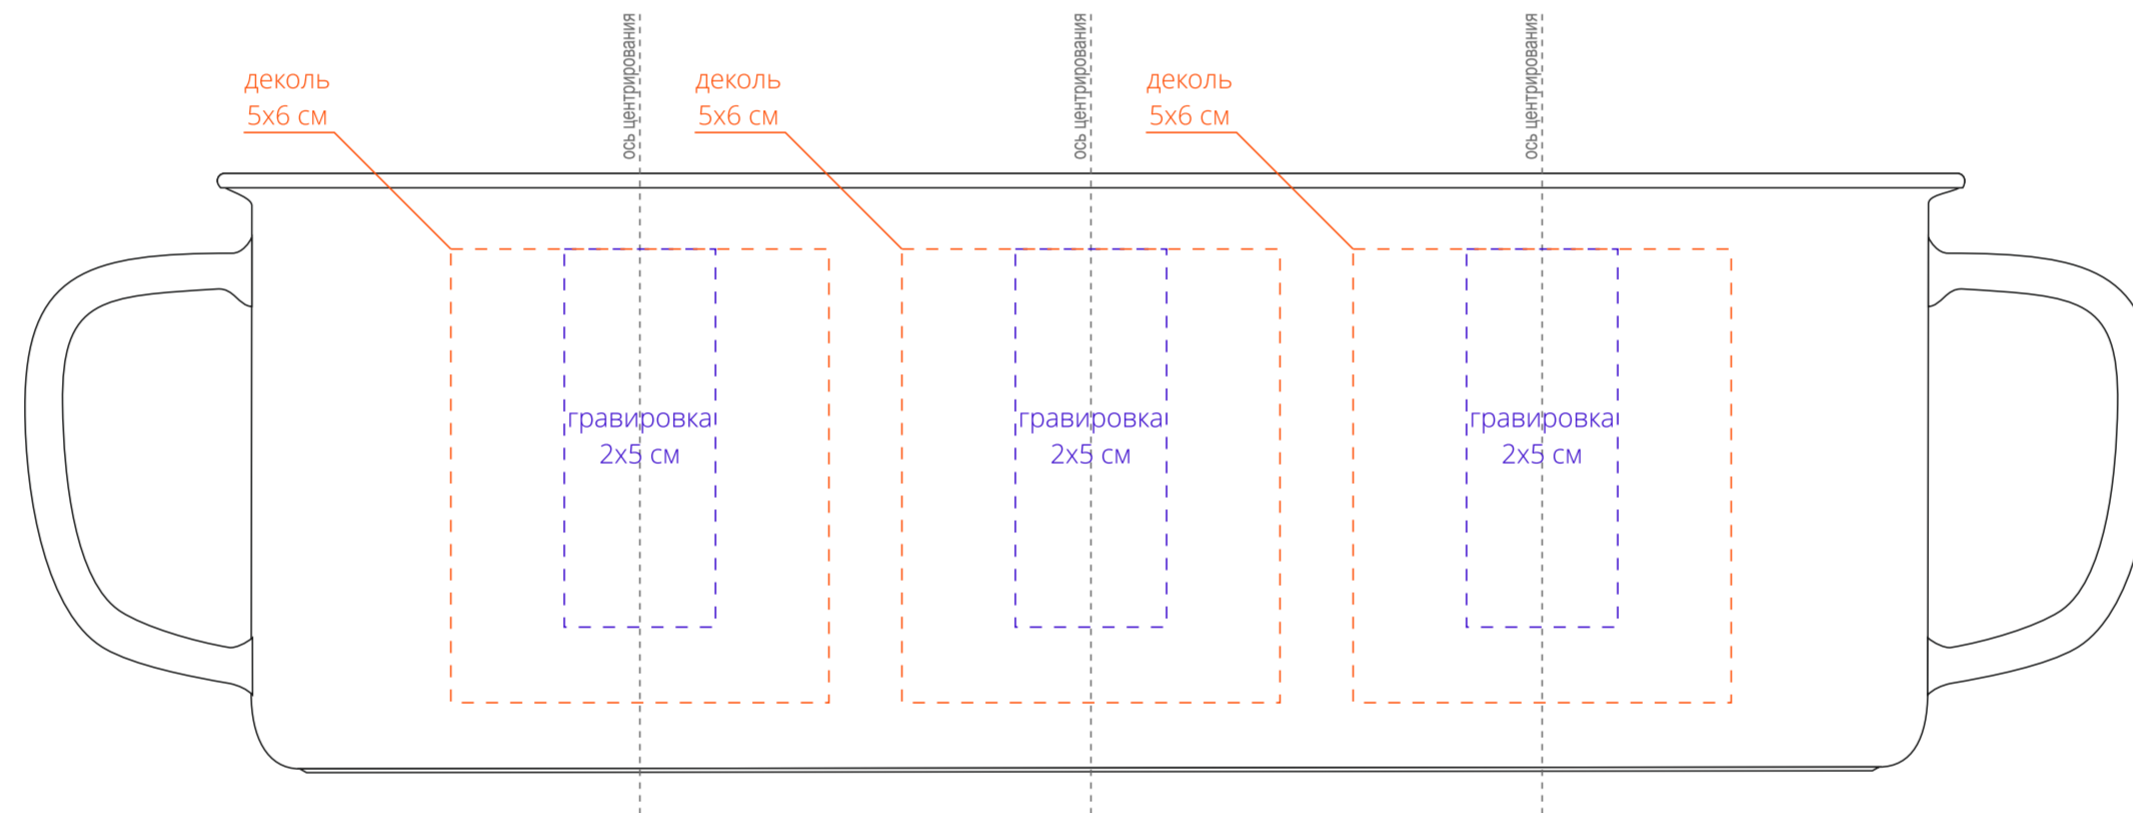 ось центрирования
ось центрирования
ось центрирования
деколь
5х6 см
деколь
5х6 см
деколь
5х6 см
гравировка
2х5 см
гравировка
2х5 см
гравировка
2х5 см